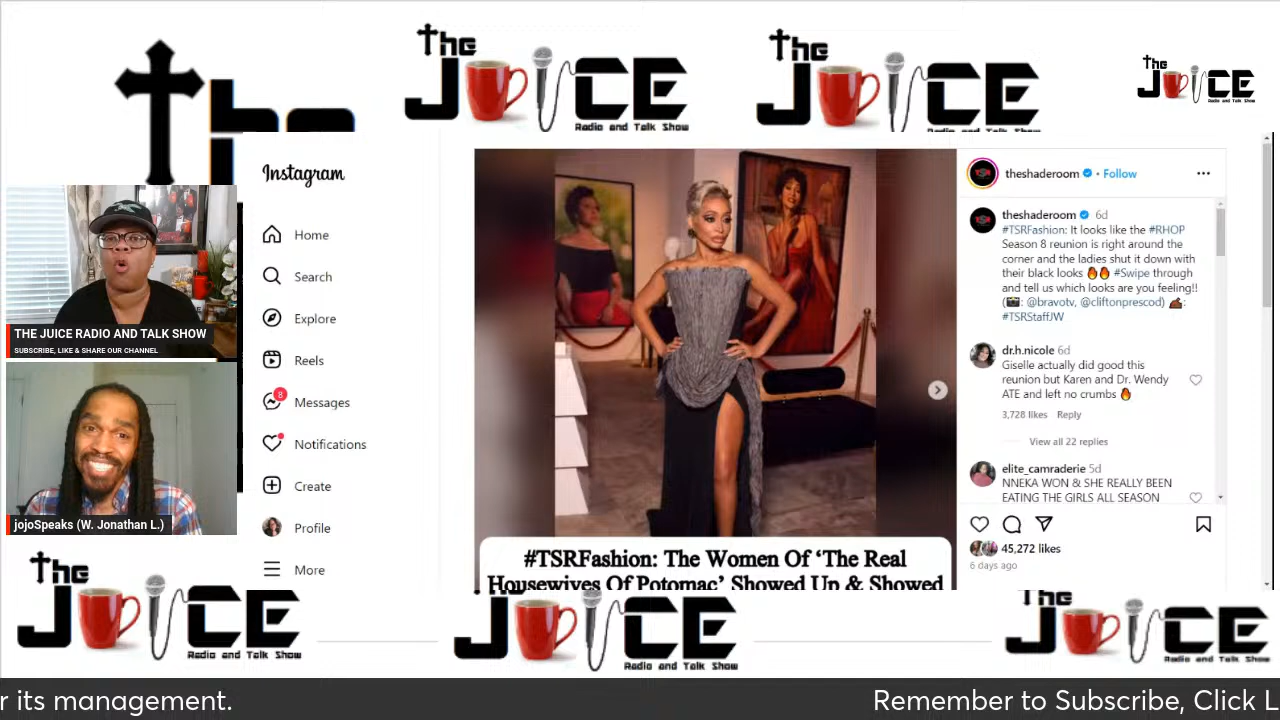 The
JUICE
Radio and Talk Show
The
JUICE
Radio and Talk Show
The
JUICE
Radio and Talk Show
the
Instagram
Home
Search
Explore
Reels
8
Messages
Notifications
Create
Profile
More
THE JUICE RADIO AND TALK SHOW
SUBSCRIBE, LIKE & SHARE OUR CHANNEL
jojoSpeaks (W. Jonathan L.)
#TSRFashion: The Women Of ‘The Real
Housewives Of Potomac’ Showed Up & Showed
theshaderoom • Follow
theshaderoom 6d
#TSRFashion: It looks like the #RHOP
Season 8 reunion is right around the
corner and the ladies shut it down with
their black looks 🔥🔥 #Swipe through
and tell us which looks are you feeling!!
(📸: @bravotv, @cliftonprescod) ✍🏾:
#TSRStaffJW
dr.h.nicole 6d
Giselle actually did good this
reunion but Karen and Dr. Wendy
ATE and left no crumbs 🔥
3,728 likes Reply
View all 22 replies
elite_camraderie 5d
NNEKA WON & SHE REALLY BEEN
EATING THE GIRLS ALL SEASON
45,272 likes
6 days ago
The
JUICE
Radio and Talk Show
JUICE
Radio and Talk Show
The
JUICE
Radio and Talk Show
r its management.
Remember to Subscribe, Click L